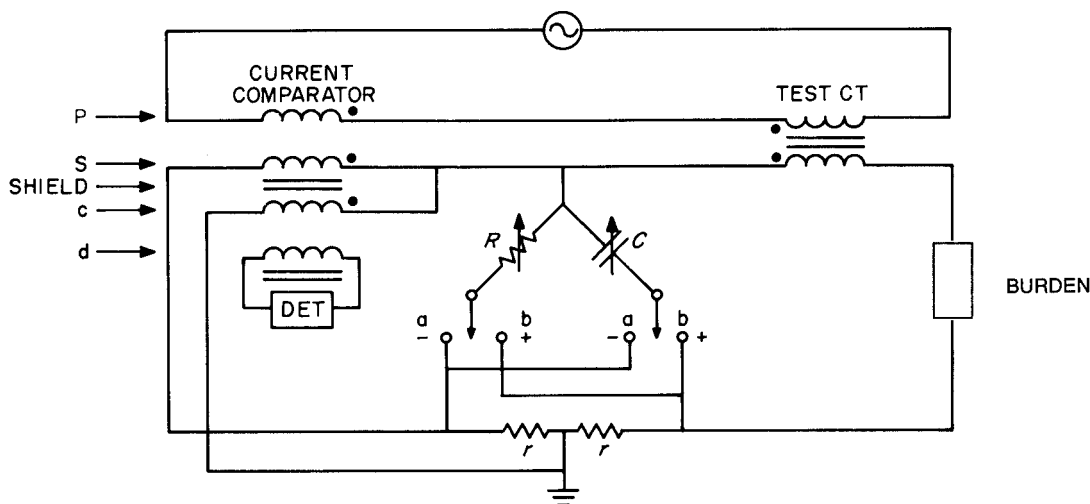 CURRENT
COMPARATOR
TEST CT
P
S
SHIELD
c
d
DET
R
C
a
b
a
b
-
+
-
+
BURDEN
r
r